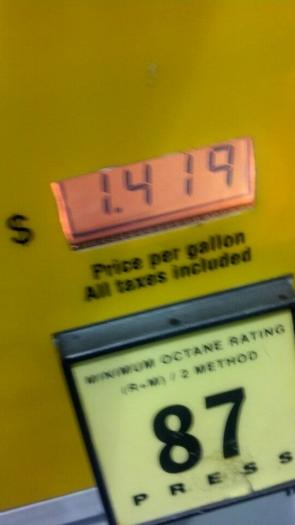 $ 1.419
Price per gallon
All taxes included
MINIMUM OCTANE RATING
(R+M) / 2 METHOD
87
PRESS